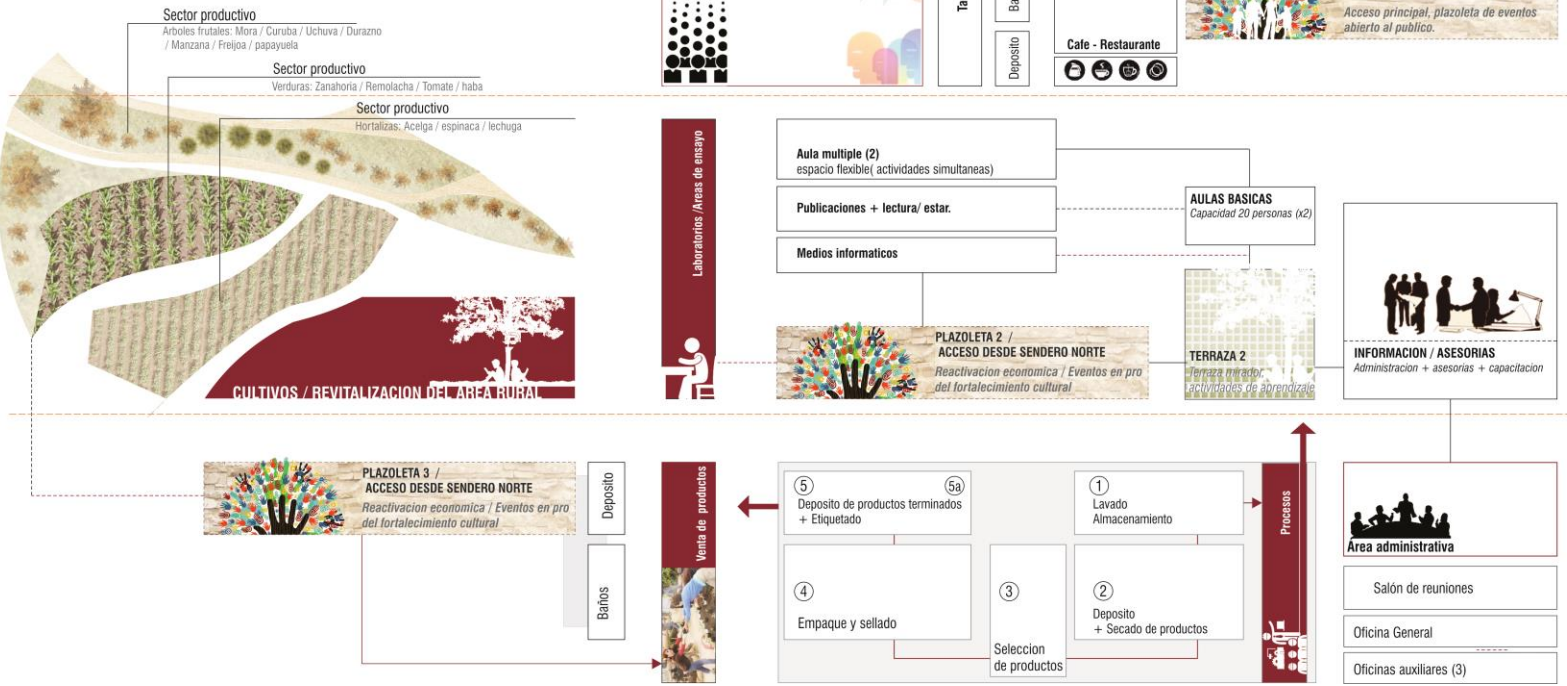 Sector productivo
Arboles frutales: Mora / Curuba / Uchuva / Durazno
/ Manzana / Freijoa / papayuela
Sector productivo
Verduras: Zanahoria / Remolacha / Tomate / haba
Sector productivo
Hortalizas: Acelga / espinaca / lechuga
CULTIVOS / REVITALIZACION DEL AREA RURAL
Ta
Ba
Deposito
Cafe - Restaurante
Acceso principal, plazoleta de eventos
abierto al publico.
Laboratorios /Areas de ensayo
Aula multiple (2)
espacio flexible( actividades simultaneas)
Publicaciones + lectura/ estar.
Medios informaticos
AULAS BASICAS
Capacidad 20 personas (x2)
PLAZOLETA 2 /
ACCESO DESDE SENDERO NORTE
Reactivacion economica / Eventos en pro
del fortalecimiento cultural
TERRAZA 2
Terraza mirador
actividades de aprendizaje
INFORMACION / ASESORIAS
Administracion + asesorias + capacitacion
PLAZOLETA 3 /
ACCESO DESDE SENDERO NORTE
Reactivacion economica / Eventos en pro
del fortalecimiento cultural
Deposito
Baños
Venta de productos
5
5a
Deposito de productos terminados
+ Etiquetado
1
Lavado
Almacenamiento
4
Empaque y sellado
3
Seleccion
de productos
2
Deposito
+ Secado de productos
Procesos
Área administrativa
Salón de reuniones
Oficina General
Oficinas auxiliares (3)